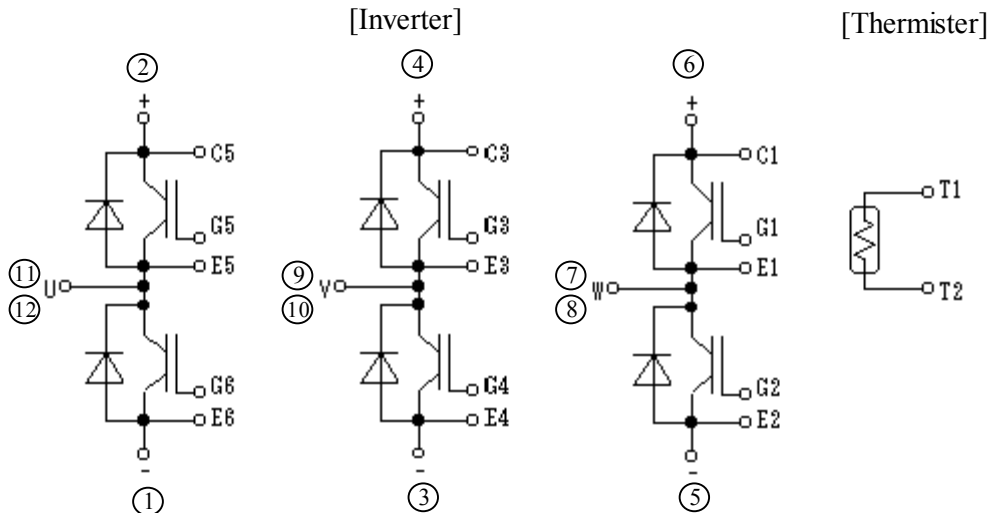 [Inverter]
[Thermister]
②
④
⑥
+
+
+
C5
C3
C1
T1
G5
G3
G1
E5
E3
E1
⑪
U
⑫
⑨
V
⑩
⑦
W
⑧
T2
G6
G4
G2
E6
E4
E2
-
-
-
①
③
⑤